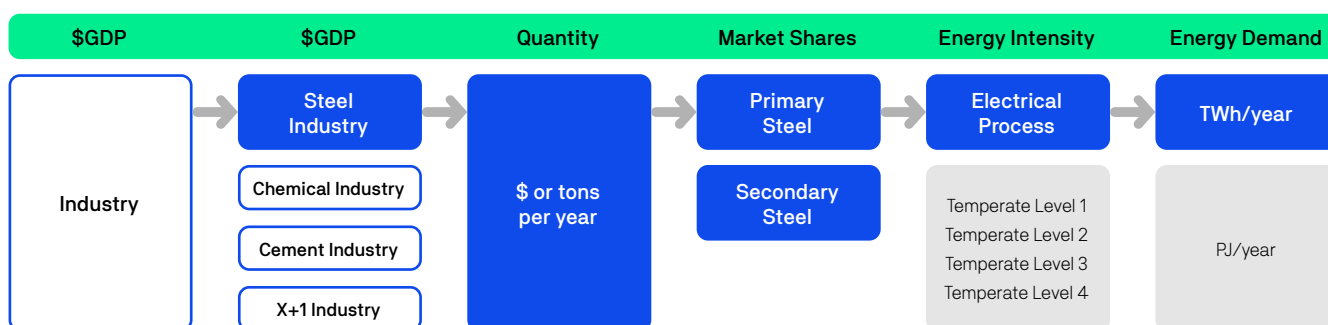 $GDP
$GDP
Quantity
Market Shares
Energy Intensity
Energy Demand
Industry
Steel
Industry
Chemical Industry
Cement Industry
X+1 Industry
$ or tons
per year
Primary
Steel
Secondary
Steel
Electrical
Process
Temperate Level 1
Temperate Level 2
Temperate Level 3
Temperate Level 4
TWh/year
PJ/year